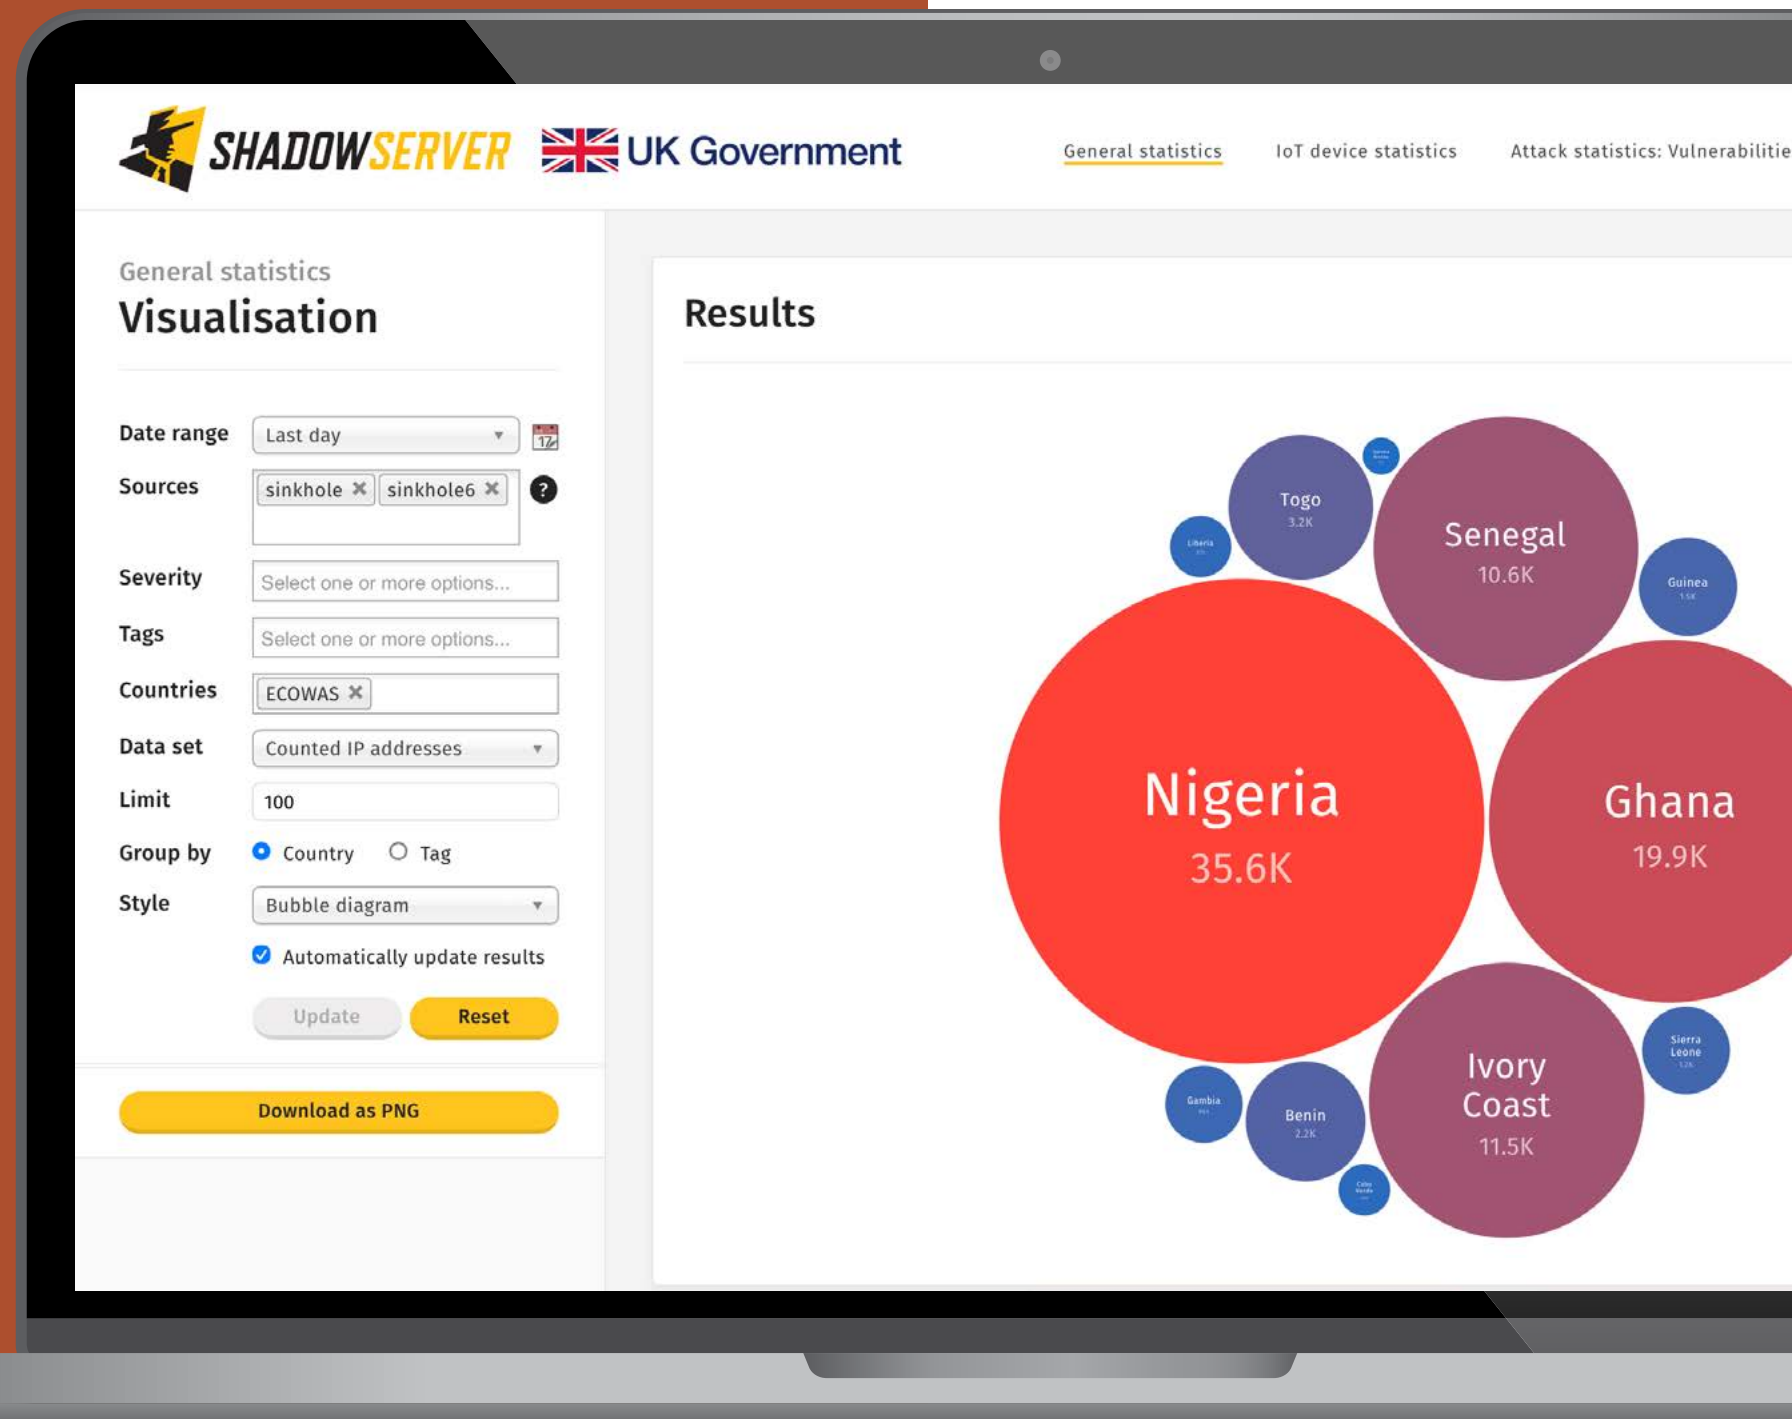 SHADOWSERVER
UK Government
General statistics
IoT device statistics
Attack statistics: Vulnerabilitie
General statistics
Visualisation
Date range
Last day
17
Sources
sinkhole
sinkhole6
?
Severity
Select one or more options...
Tags
Select one or more options...
Countries
ECOWAS
Data set
Counted IP addresses
Limit
100
Group by
Country
Tag
Style
Bubble diagram
Automatically update results
Update
Reset
Download as PNG
Results
Togo
3.2K
Senegal
10.6K
Liberia
Guinea
Nigeria
35.6K
Ghana
19.9K
Sierra
Leone
Ivory
Coast
11.5K
Gambia
Benin
2.2K
Cabo
Verde